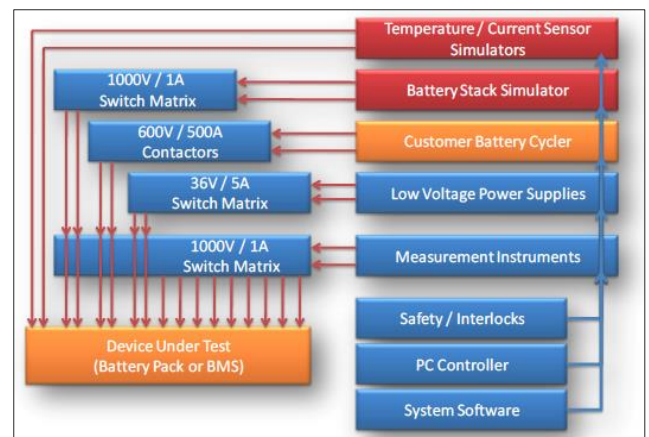 Temperature / Current Sensor
Simulators
1000V / 1A
Switch Matrix
Battery Stack Simulator
600V / 500A
Contactors
Customer Battery Cycler
36V / 5A
Switch Matrix
Low Voltage Power Supplies
1000V / 1A
Switch Matrix
Measurement Instruments
Safety / Interlocks
Device Under Test
(Battery Pack or BMS)
PC Controller
System Software